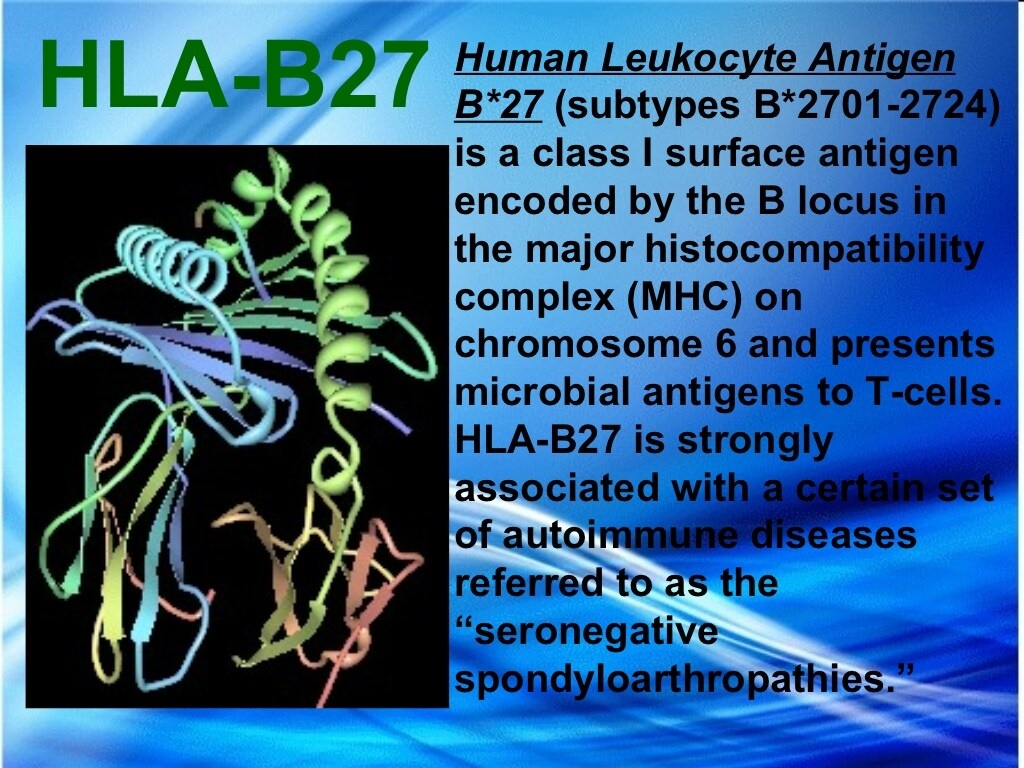 HLA-B27
Human Leukocyte Antigen
B*27 (subtypes B*2701-2724)
is a class I surface antigen
encoded by the B locus in
the major histocompatibility
complex (MHC) on
chromosome 6 and presents
microbial antigens to T-cells.
HLA-B27 is strongly
associated with a certain set
of autoimmune diseases
referred to as the
“seronegative
spondyloarthropathies.”